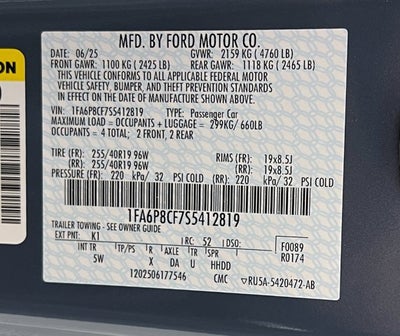 ION
MFD. BY FORD MOTOR CO.
DATE: 06/25 GVWR: 2159 KG ( 4760 LB)
FRONT GAWR: 1100 KG ( 2425 LB) REAR GAWR: 1118 KG ( 2465 LB)
THIS VEHICLE CONFORMS TO ALL APPLICABLE FEDERAL MOTOR
VEHICLE SAFETY, BUMPER, AND THEFT PREVENTION STANDARDS
IN EFFECT ON THE DATE OF MANUFACTURE SHOWN ABOVE.
VIN: 1FA6P8CF7S5412819 TYPE: Passenger Car
MAXIMUM LOAD = OCCUPANTS + LUGGAGE = 299KG/ 660LB
OCCUPANTS = 4 TOTAL; 2 FRONT, 2 REAR
TIRE (FR): 255/40R19 96W RIMS (FR): 19x8.5J
(RR): 255/40R19 96W (RR): 19x8.5J
PRESSURE (FR): 220 kPa/ 32 PSI COLD (RR): 220 kPa/ 32 PSI COLD
1FA6P8CF7S5412819
TRAILER TOWING - SEE OWNER GUIDE
EXT PNT: K1 RC: 52 DSO: F0089
INT TR TP/PS R AXLE TR SPR R0174
5W X DA U HHDD
1202506177546 CMC ▽RU5A-5420472-AB